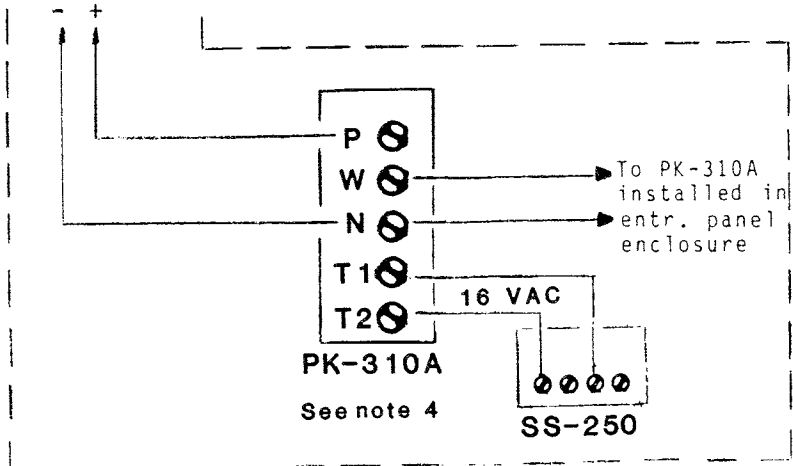 - +
P
W
N
T1
T2
To PK-310A
installed in
entr. panel
enclosure
16 VAC
PK-310A
See note 4
SS-250